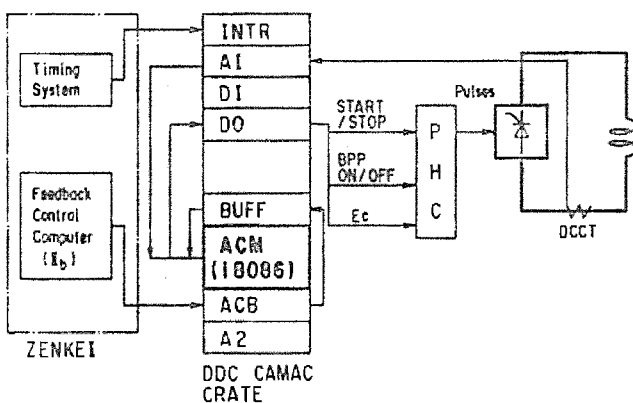 Timing
System
Feedback
Control
Computer
(I_b)
ZENKEI
INTR
AI
DI
DO
BUFF
ACM
(I8086)
ACB
A2
DDC CAMAC
CRATE
START
/STOP
BPP
ON/OFF
Ec
P
H
C
Pulses
DCCT